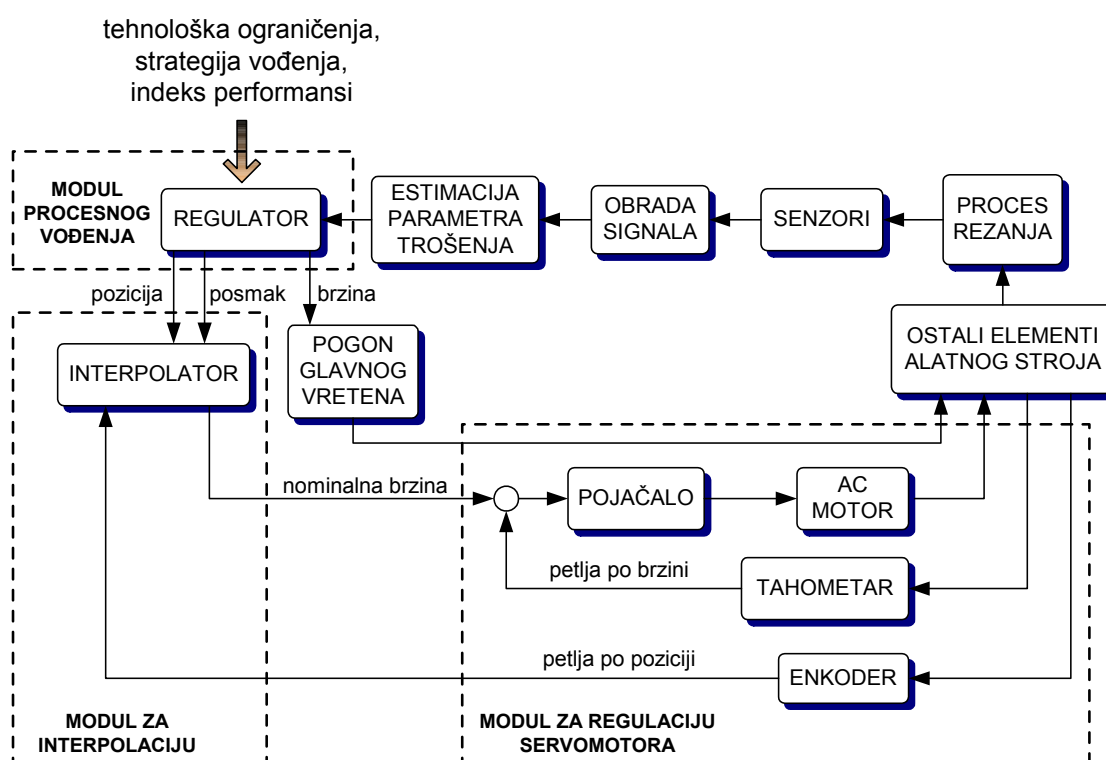 tehnološka ograničenja,
strategija vođenja,
indeks performansi
MODUL
PROCESNOG
VOĐENJA
REGULATOR
ESTIMACIJA
PARAMETRA
TROŠENJA
OBRADA
SIGNALA
SENZORI
PROCES
REZANJA
pozicija
posmak
brzina
INTERPOLATOR
POGON
GLAVNOG
VRETENA
OSTALI ELEMENTI
ALATNOG STROJA
nominalna brzina
POJAČALO
AC
MOTOR
petlja po brzini
TAHOMETAR
petlja po poziciji
ENKODER
MODUL ZA
INTERPOLACIJU
MODUL ZA REGULACIJU
SERVOMOTORA